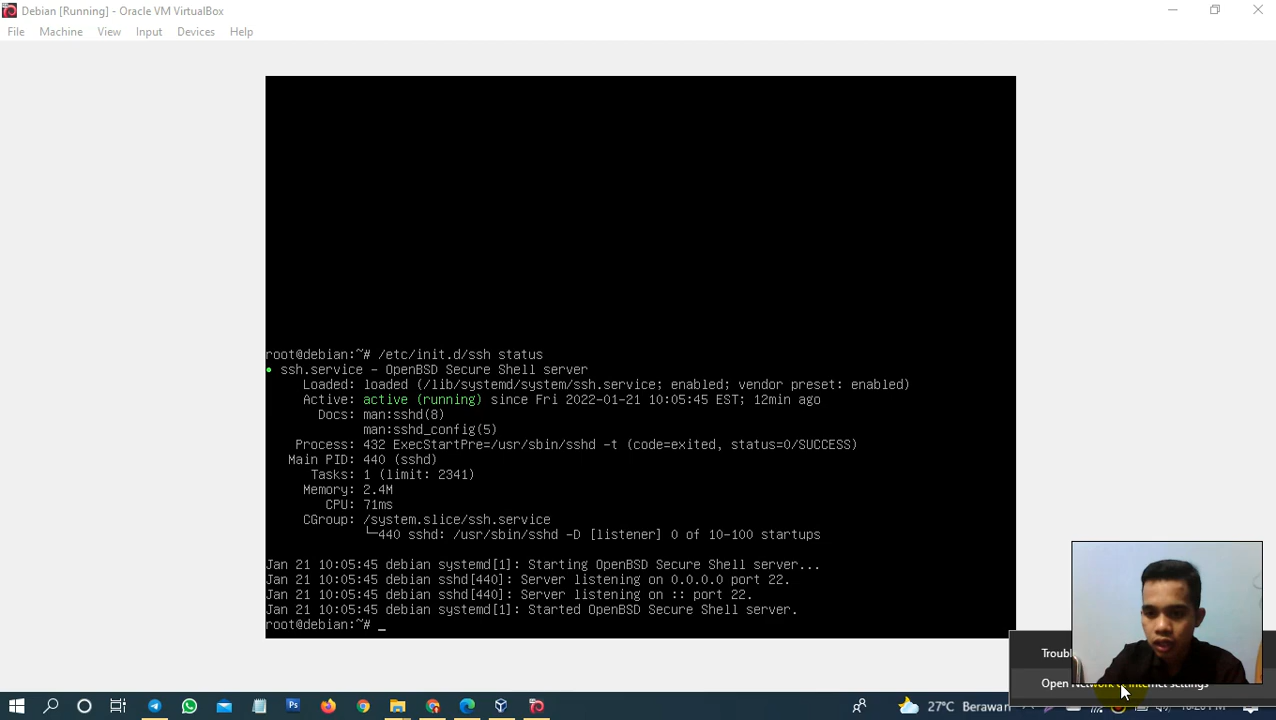 Debian [Running] - Oracle VM VirtualBox
File Machine View Input Devices Help
root@debian:~# /etc/init.d/ssh status
● ssh.service - OpenBSD Secure Shell server
Loaded: loaded (/lib/systemd/system/ssh.service; enabled; vendor preset: enabled)
Active: active (running) since Fri 2022-01-21 10:05:45 EST; 12min ago
Docs: man:sshd(8)
man:sshd_config(5)
Process: 432 ExecStartPre=/usr/sbin/sshd -t (code=exited, status=0/SUCCESS)
Main PID: 440 (sshd)
Tasks: 1 (limit: 2341)
Memory: 2.4M
CPU: 71ms
CGroup: /system.slice/ssh.service
└─440 sshd: /usr/sbin/sshd -D [listener] 0 of 10-100 startups
Jan 21 10:05:45 debian systemd[1]: Starting OpenBSD Secure Shell server...
Jan 21 10:05:45 debian sshd[440]: Server listening on 0.0.0.0 port 22.
Jan 21 10:05:45 debian sshd[440]: Server listening on :: port 22.
Jan 21 10:05:45 debian systemd[1]: Started OpenBSD Secure Shell server.
root@debian:~# _
Troubl
Open Network & Internet settings
27°C Berawan